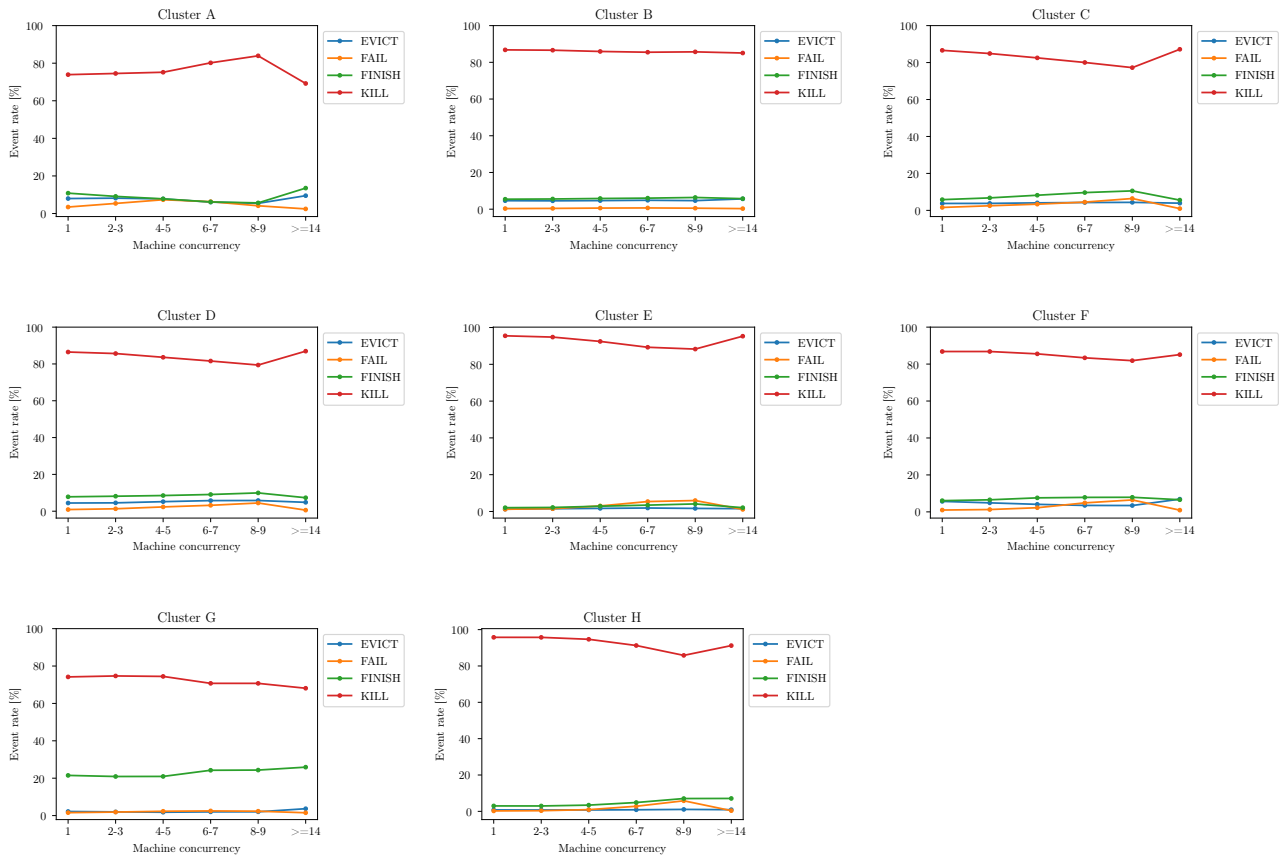 Cluster A
100
80
60
40
20
0
Event rate [%]
1 2-3 4-5 6-7 8-9 >=14
Machine concurrency
EVICT
FAIL
FINISH
KILL
Cluster B
100
80
60
40
20
0
Event rate [%]
1 2-3 4-5 6-7 8-9 >=14
Machine concurrency
EVICT
FAIL
FINISH
KILL
Cluster C
100
80
60
40
20
0
Event rate [%]
1 2-3 4-5 6-7 8-9 >=14
Machine concurrency
EVICT
FAIL
FINISH
KILL
Cluster D
100
80
60
40
20
0
Event rate [%]
1 2-3 4-5 6-7 8-9 >=14
Machine concurrency
EVICT
FAIL
FINISH
KILL
Cluster E
100
80
60
40
20
0
Event rate [%]
1 2-3 4-5 6-7 8-9 >=14
Machine concurrency
EVICT
FAIL
FINISH
KILL
Cluster F
100
80
60
40
20
0
Event rate [%]
1 2-3 4-5 6-7 8-9 >=14
Machine concurrency
EVICT
FAIL
FINISH
KILL
Cluster G
100
80
60
40
20
0
Event rate [%]
1 2-3 4-5 6-7 8-9 >=14
Machine concurrency
EVICT
FAIL
FINISH
KILL
Cluster H
100
80
60
40
20
0
Event rate [%]
1 2-3 4-5 6-7 8-9 >=14
Machine concurrency
EVICT
FAIL
FINISH
KILL